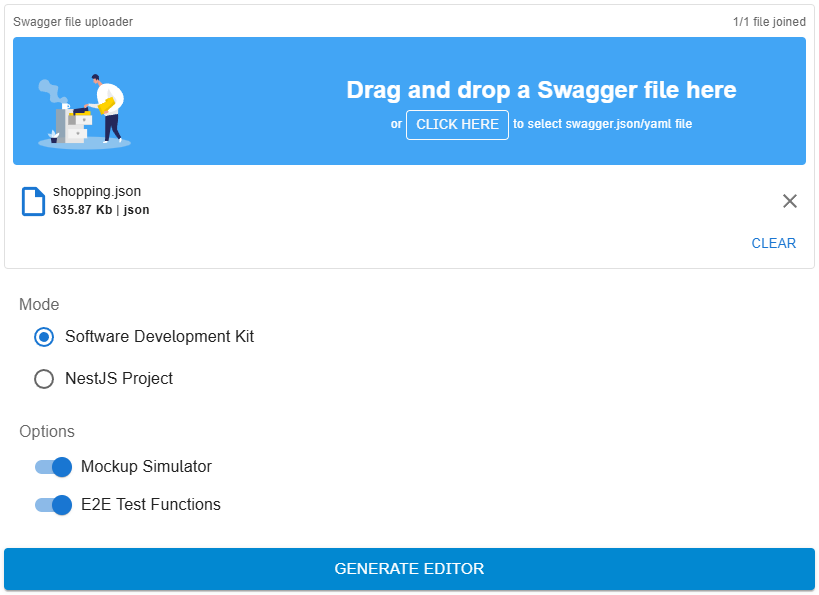 Swagger file uploader
1/1 file joined
Drag and drop a Swagger file here
or CLICK HERE to select swagger.json/yaml file
shopping.json
635.87 Kb | json
CLEAR
Mode
Software Development Kit
NestJS Project
Options
Mockup Simulator
E2E Test Functions
GENERATE EDITOR